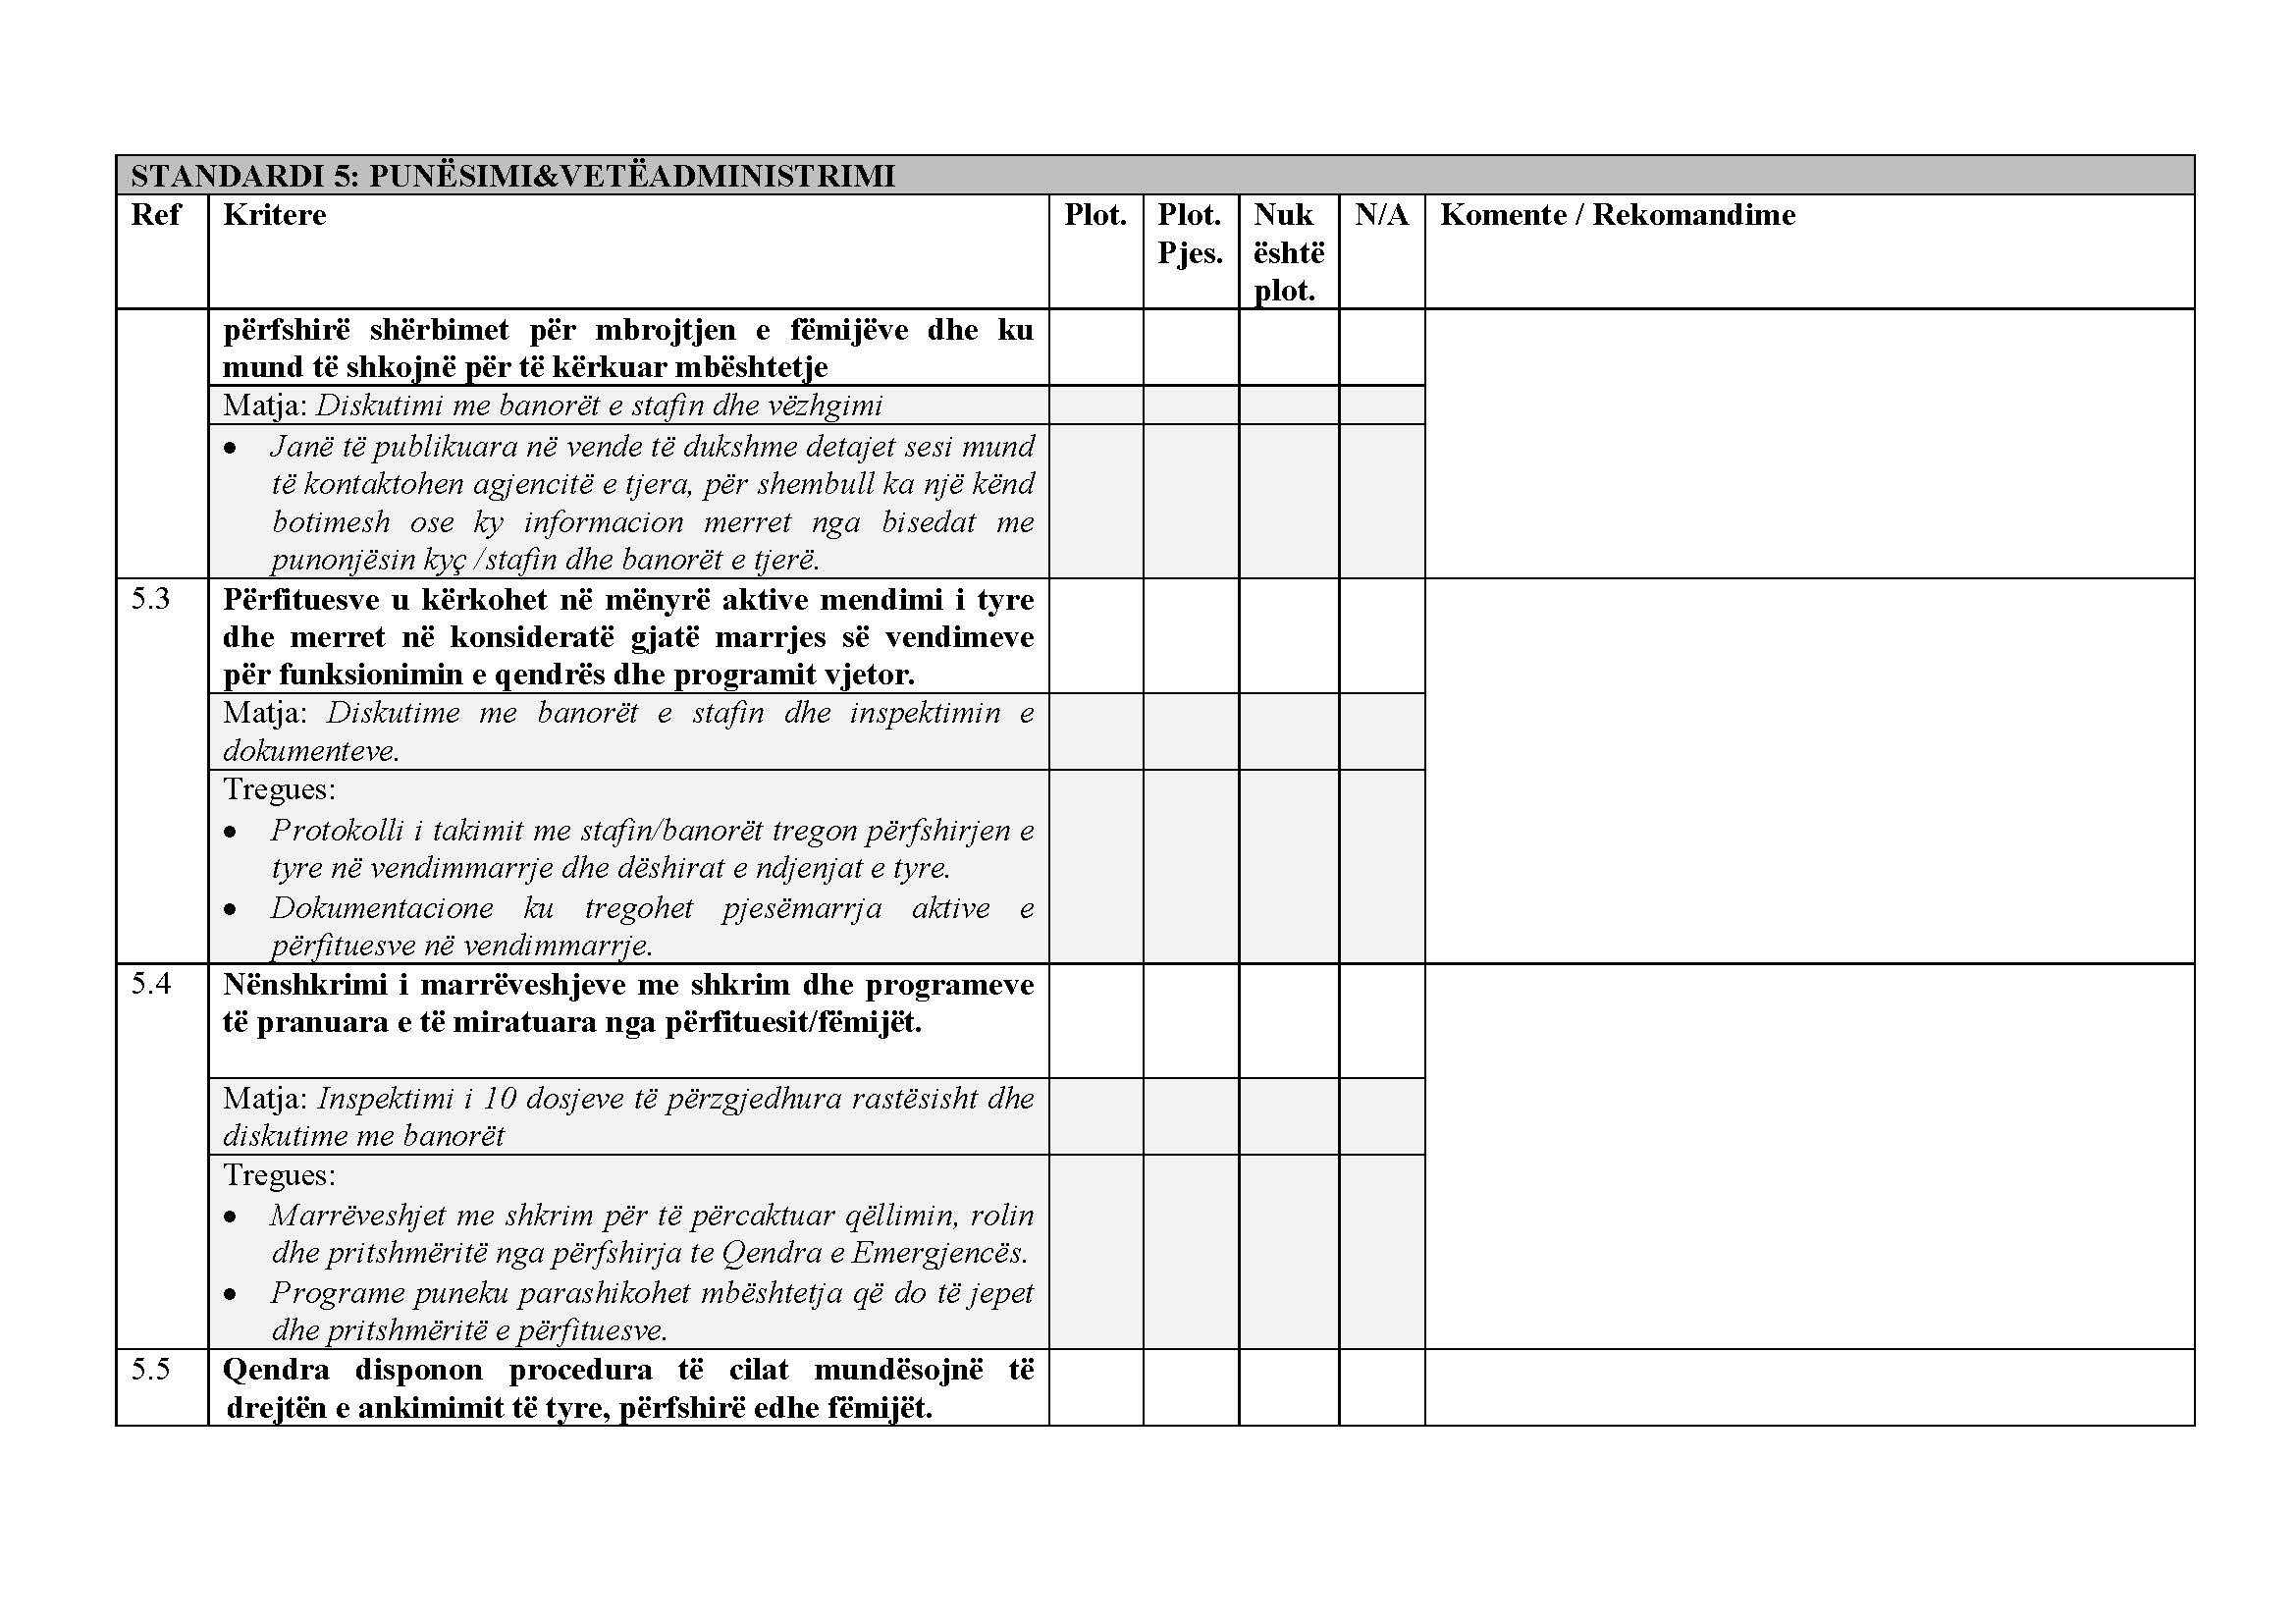 STANDARDI 5: PUNËSIMI&VETËADMINISTRIMI
Ref Kritere Plot. Plot. Nuk N/A Komente / Rekomandime
Pjes. është
plot.
përfshirë shërbimet për mbrojtjen e fëmijëve dhe ku
mund të shkojnë për të kërkuar mbështetje
Matja: Diskutimi me banorët e stafin dhe vëzhgimi
• Janë të publikuara në vende të dukshme detajet sesi mund
të kontaktohen agjencitë e tjera, për shembull ka një kënd
botimesh ose ky informacion merret nga bisedat me
punonjësin kyç /stafin dhe banorët e tjerë.
5.3 Përfituesve u kërkohet në mënyrë aktive mendimi i tyre
dhe merret në konsideratë gjatë marrjes së vendimeve
për funksionimin e qendrës dhe programit vjetor.
Matja: Diskutime me banorët e stafin dhe inspektimin e
dokumenteve.
Tregues:
• Protokolli i takimit me stafin/banorët tregon përfshirjen e
tyre në vendimmarrje dhe dëshirat e ndjenjat e tyre.
• Dokumentacione ku tregohet pjesëmarrja aktive e
përfituesve në vendimmarrje.
5.4 Nënshkrimi i marrëveshjeve me shkrim dhe programeve
të pranuara e të miratuara nga përfituesit/fëmijët.
Matja: Inspektimi i 10 dosjeve të përzgjedhura rastësisht dhe
diskutime me banorët
Tregues:
• Marrëveshjet me shkrim për të përcaktuar qëllimin, rolin
dhe pritshmëritë nga përfshirja te Qendra e Emergjencës.
• Programe puneku parashikohet mbështetja që do të jepet
dhe pritshmëritë e përfituesve.
5.5 Qendra disponon procedura të cilat mundësojnë të
drejtën e ankimimit të tyre, përfshirë edhe fëmijët.